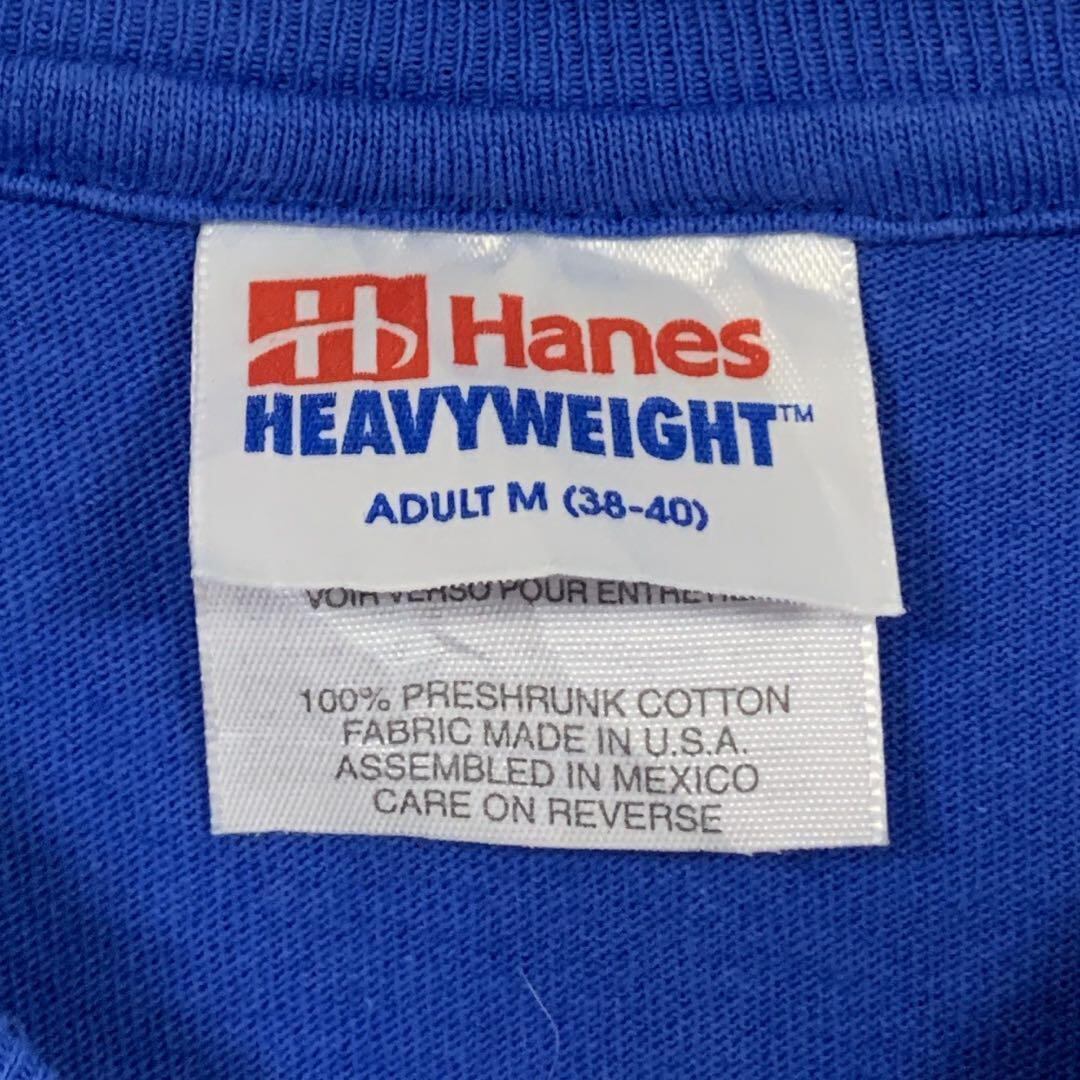 H Hanes
HEAVYWEIGHT™
ADULT M (38-40)
VOIR VERSO POUR
100% PRESHRUNK COTTON
FABRIC MADE IN U.S.A.
ASSEMBLED IN MEXICO
CARE ON REVERSE